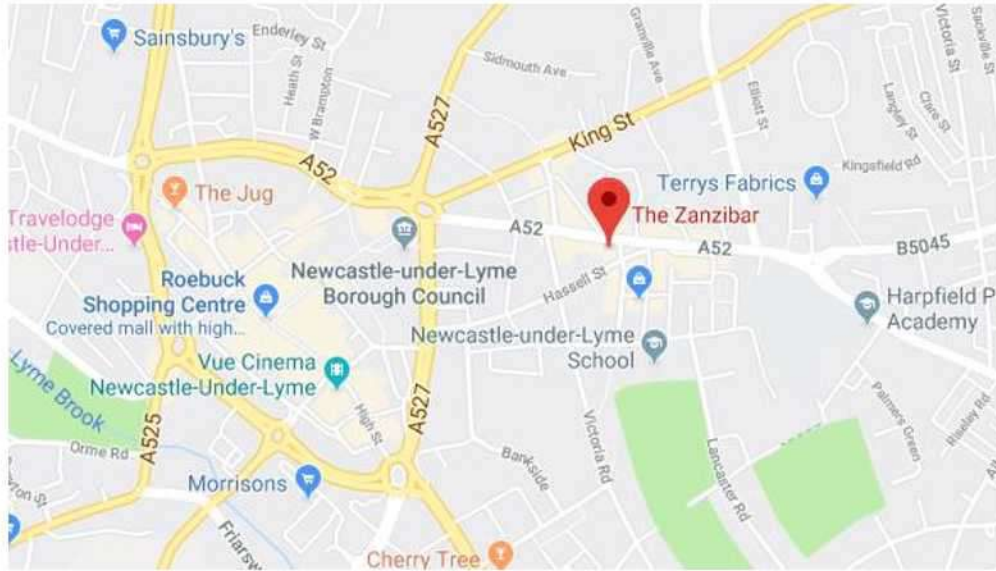 Sainsbury's
Enderley St
Heath St
W Brampton
A527
Sidmouth Ave
Granville Ave
Elliott St
Victoria St
Sackville St
Langley St
Clare St
King St
Kingsfield Rd
A52
The Jug
Terrys Fabrics
Travelodge
stle-Under...
The Zanzibar
A52
A52
B5045
Newcastle-under-Lyme
Borough Council
Roebuck
Shopping Centre
Covered mall with high...
Hassell St
Harpfield P
Academy
Newcastle-under-Lyme
School
Vue Cinema
Newcastle-Under-Lyme
Lyme Brook
A525
A527
High St
Orme Rd
Victoria Rd
Lancaster Rd
Palmers Green
Riseley Rd
Bankside
Morrisons
Friarsw
Cherry Tree